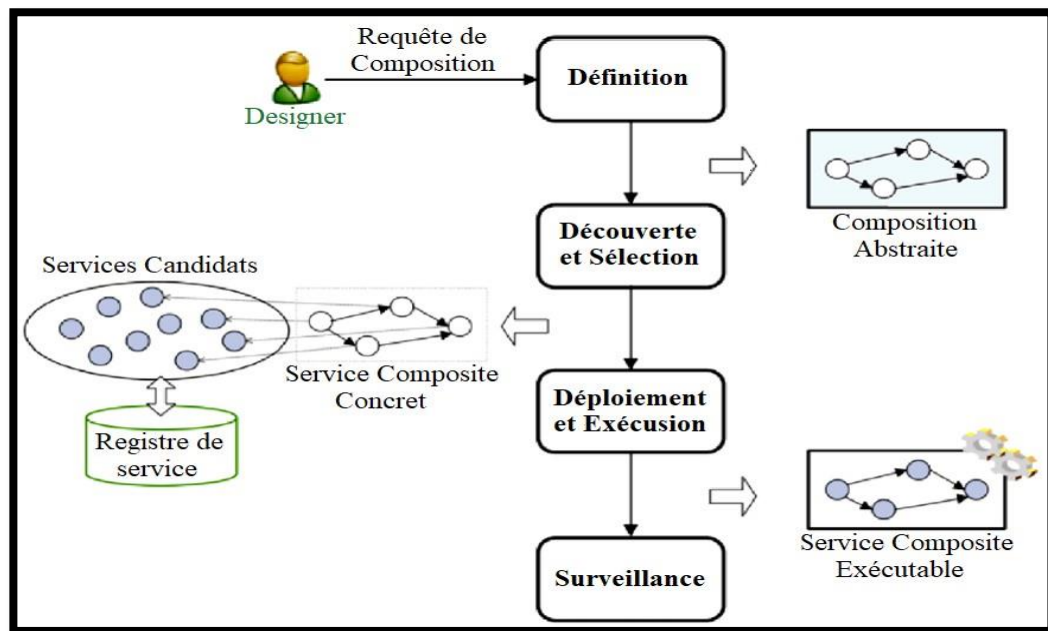 Requête de
Composition
Designer
Définition
Composition
Abstraite
Découverte
et Sélection
Services Candidats
Service Composite
Concret
Registre de
service
Déploiement
et Exécusion
Service Composite
Exécutable
Surveillance